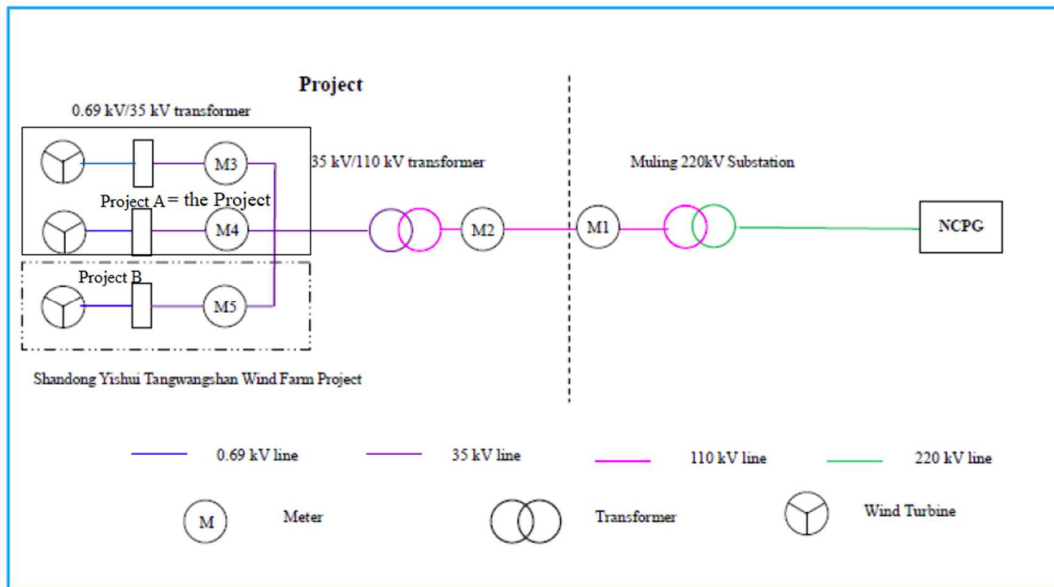 Project
0.69 kV/35 kV transformer
M3
35 kV/110 kV transformer
Muling 220kV Substation
Project A = the Project
M4
M2
M1
NCPG
Project B
M5
Shandong Yishui Tangwangshan Wind Farm Project
0.69 kV line
35 kV line
110 kV line
220 kV line
M
Meter
Transformer
Wind Turbine